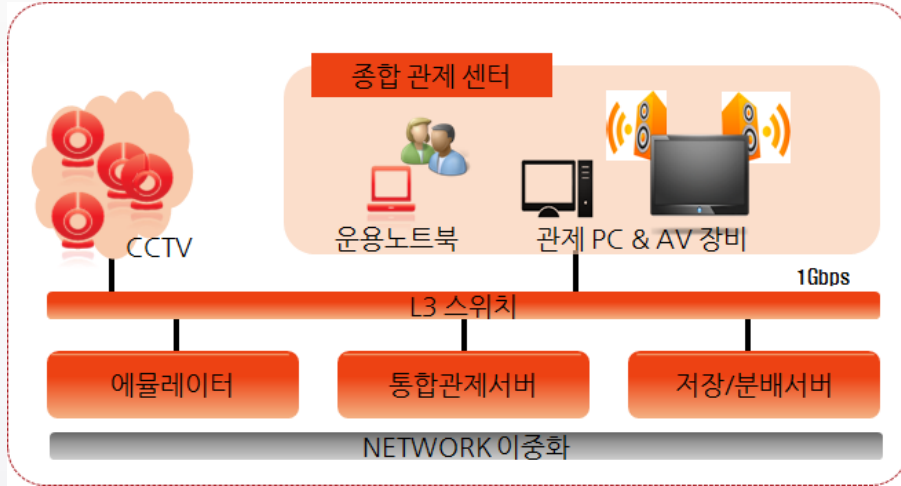 종합 관제 센터
CCTV
운용노트북
관제 PC & AV 장비
1Gbps
L3 스위치
에뮬레이터
통합관제서버
저장/분배서버
NETWORK 이중화